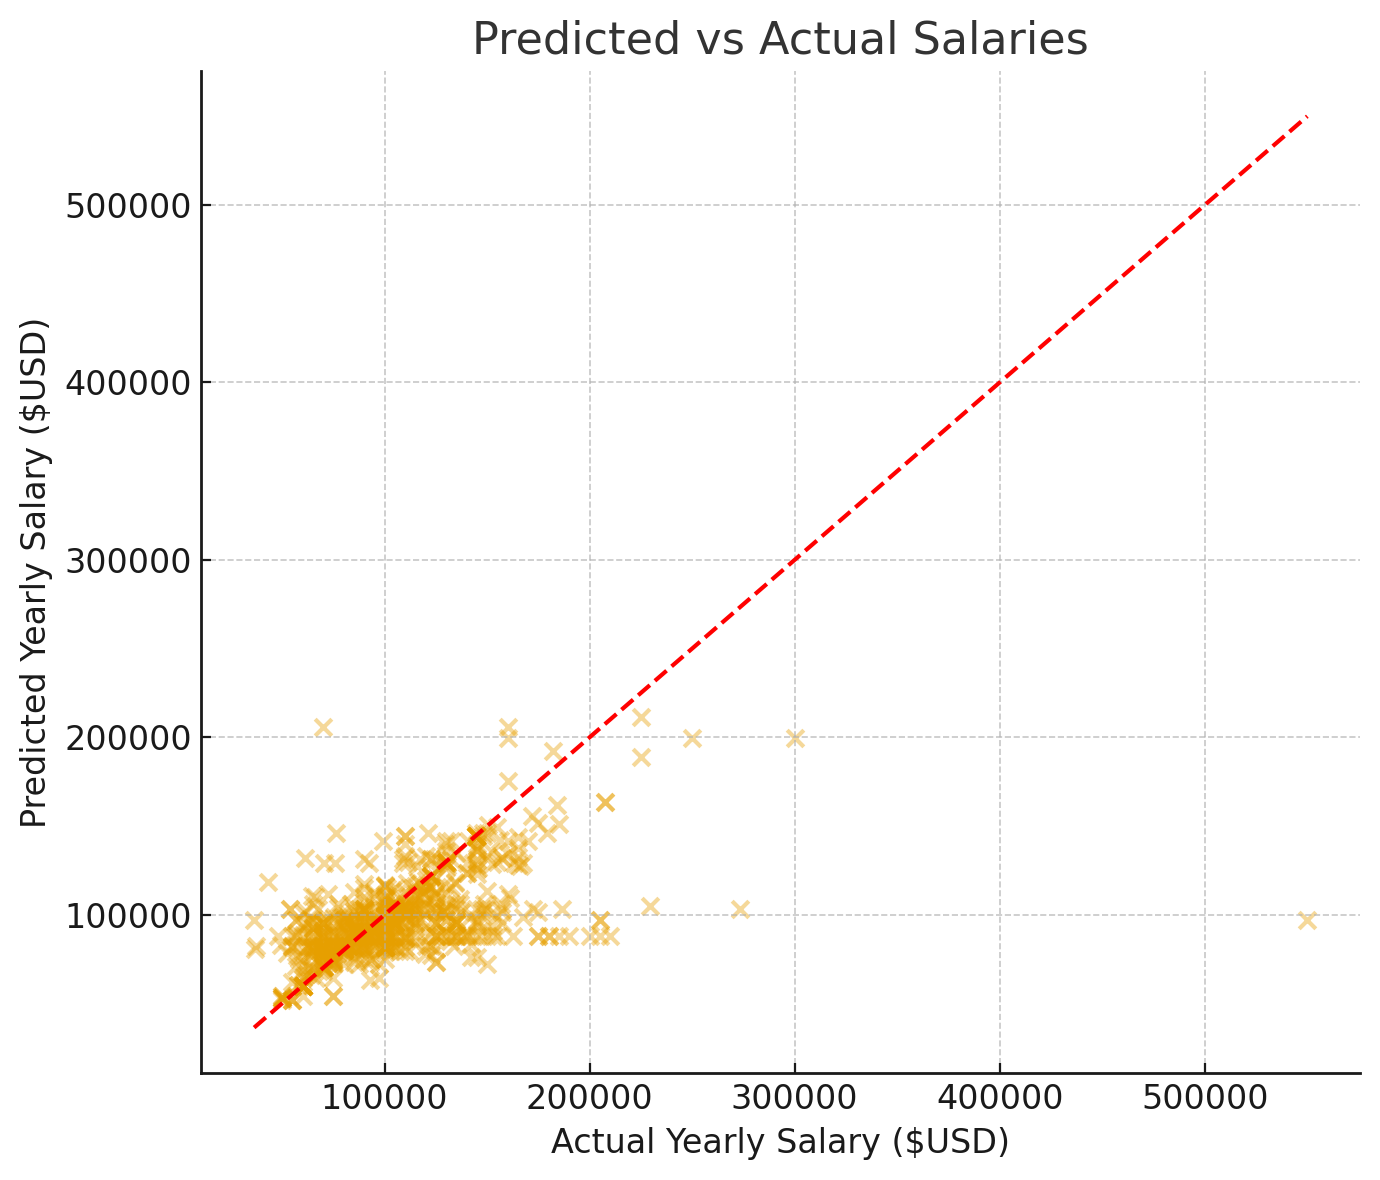 Predicted vs Actual Salaries
500000
400000
300000
200000
100000
Predicted Yearly Salary ($USD)
100000 200000 300000 400000 500000
Actual Yearly Salary ($USD)